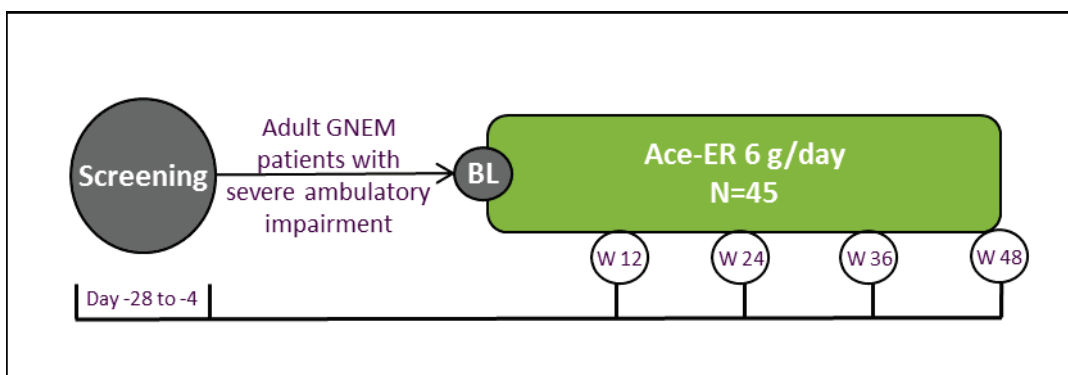 Screening
Adult GNEM
patients with
severe ambulatory
impairment
BL
Ace-ER 6 g/day
N=45
W 12
W 24
W 36
W 48
Day -28 to -4